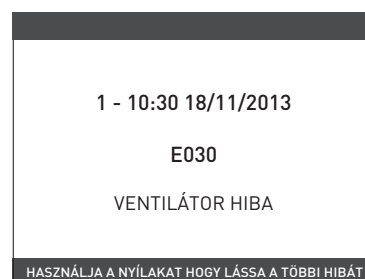 1 - 10:30 18/11/2013
E030
VENTILÁTOR HIBA
HASZNÁLJA A NYÍLAKAT HOGY LÁSSA A TÖBBI HIBÁT